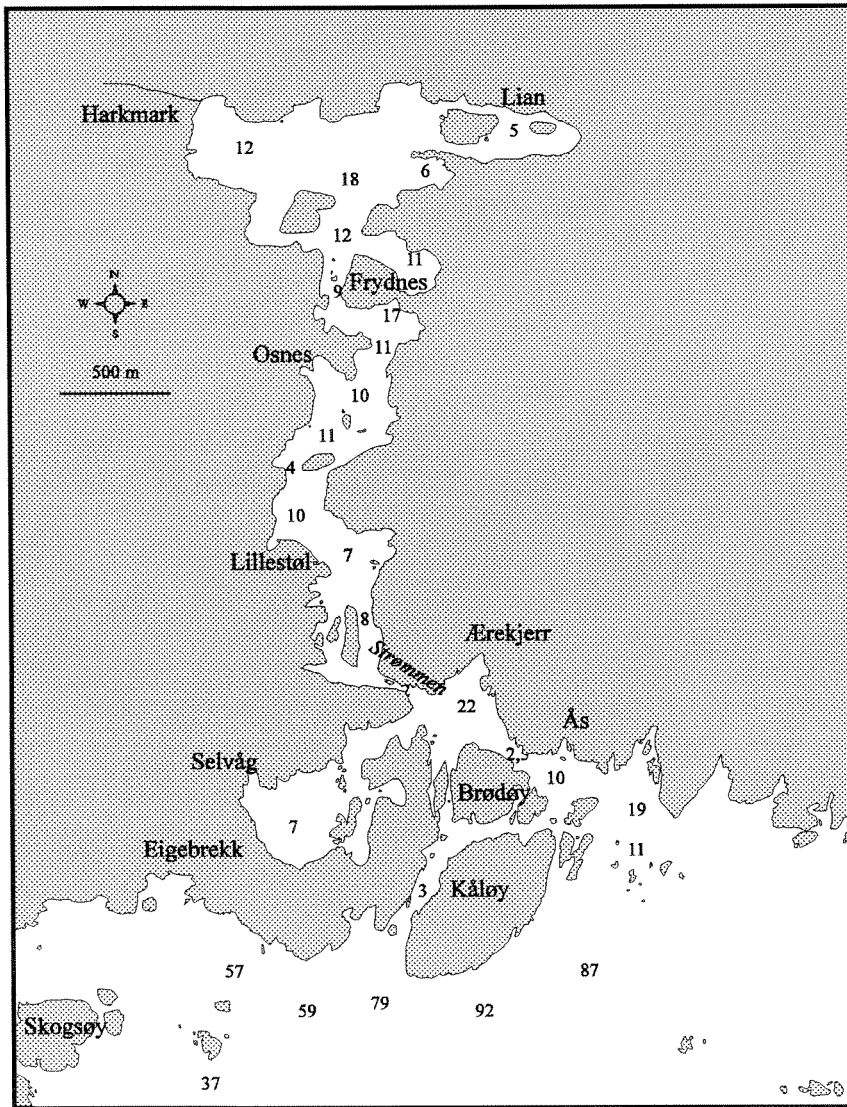 Lian
Harkmark
5
12
6
18
12
11
Frydnes
N
W E
S
9
17
Osnes
11
500 m
10
11
4
10
Lillestøl
7
8
Ærekjerr
Strømmen
22
Ås
2,5
Selvåg
10
Brødøy
19
7
Eigebrekk
11
3
Kåløy
57
87
79
59
92
Skogsøy
37